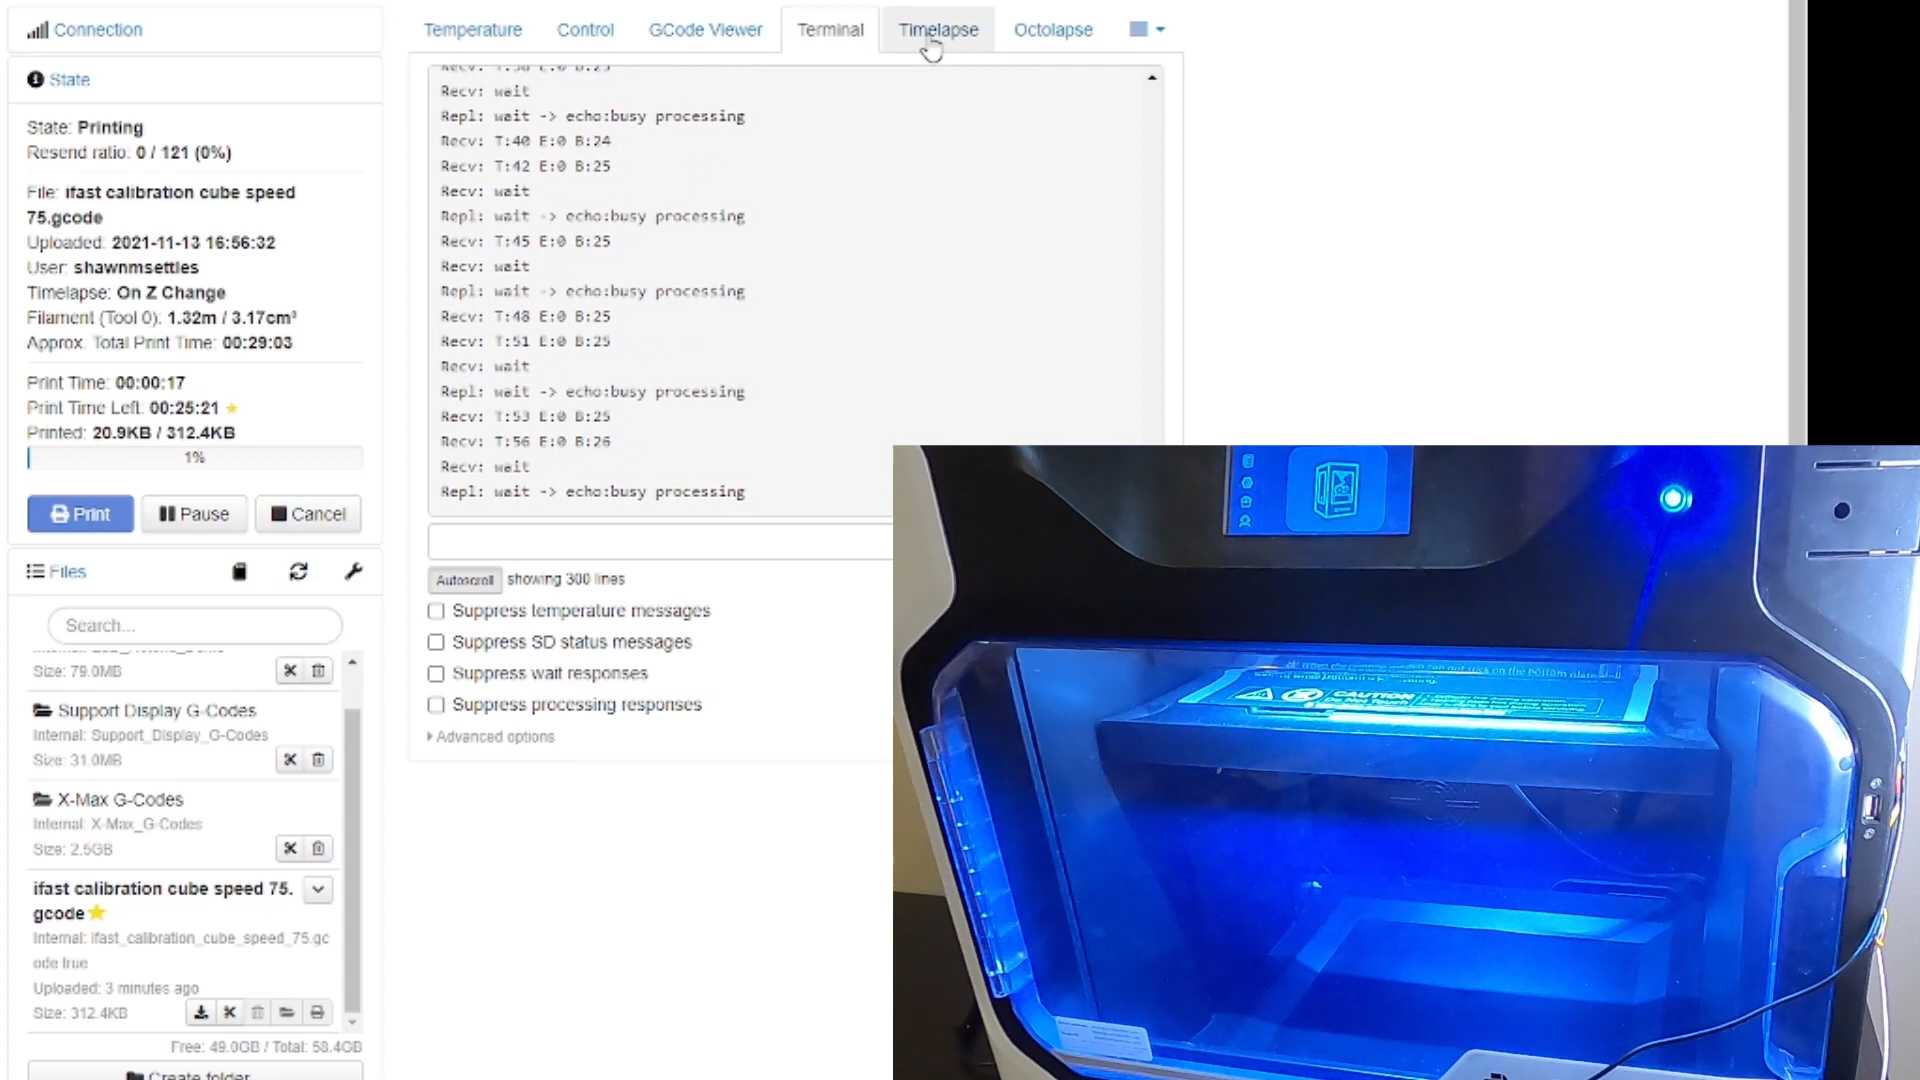 Connection
State
State: Printing
Resend ratio: 0 / 121 (0%)
File: ifast calibration cube speed
75.gcode
Uploaded: 2021-11-13 16:56:32
User: shawnmsettles
Timelapse: On Z Change
Filament (Tool 0): 1.32m / 3.17cm³
Approx. Total Print Time: 00:29:03
Print Time: 00:00:17
Print Time Left: 00:25:21
Printed: 20.9KB / 312.4KB
1%
Print
Pause
Cancel
Files
Search...
Size: 79.0MB
Support Display G-Codes
Internal: Support_Display_G-Codes
Size: 31.0MB
X-Max G-Codes
Internal: X-Max_G-Codes
Size: 2.5GB
ifast calibration cube speed 75.
gcode
Internal: ifast_calibration_cube_speed_75.gc
ode true
Uploaded: 3 minutes ago
Size: 312.4KB
Free: 49.0GB / Total: 58.4GB
Create folder
Temperature
Control
GCode Viewer
Terminal
Timelapse
Octolapse
Recv: wait
Repl: wait -> echo:busy processing
Recv: T:40 E:0 B:24
Recv: T:42 E:0 B:25
Recv: wait
Repl: wait -> echo:busy processing
Recv: T:45 E:0 B:25
Recv: wait
Repl: wait -> echo:busy processing
Recv: T:48 E:0 B:25
Recv: T:51 E:0 B:25
Recv: wait
Repl: wait -> echo:busy processing
Recv: T:53 E:0 B:25
Recv: T:56 E:0 B:26
Recv: wait
Repl: wait -> echo:busy processing
Autoscroll
showing 300 lines
Suppress temperature messages
Suppress SD status messages
Suppress wait responses
Suppress processing responses
Advanced options
CAUTION
Do Not Touch